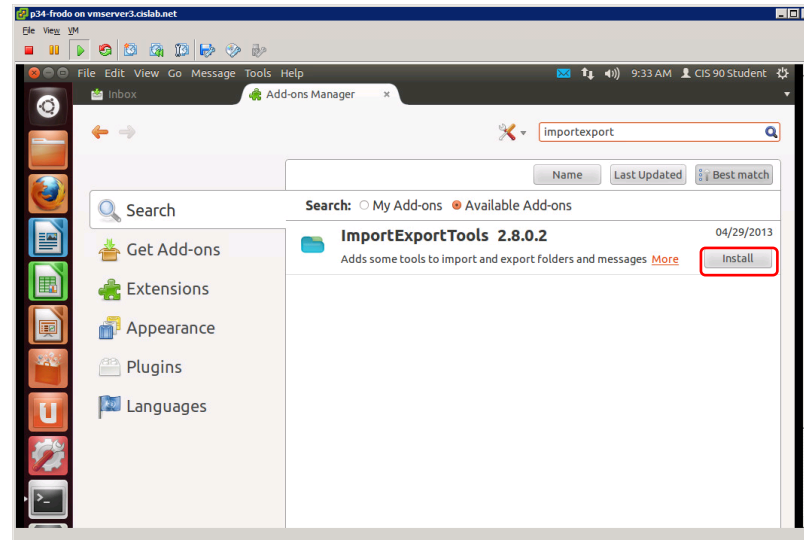 p34-frodo on vmserver3.cislab.net
File View VM
File Edit View Go Message Tools Help 9:33 AM CIS 90 Student
Inbox Add-ons Manager ×
importexport
Name Last Updated Best match
Search: My Add-ons Available Add-ons
Search
ImportExportTools 2.8.0.2 04/29/2013
Adds some tools to import and export folders and messages More Install
Get Add-ons
Extensions
Appearance
Plugins
Languages